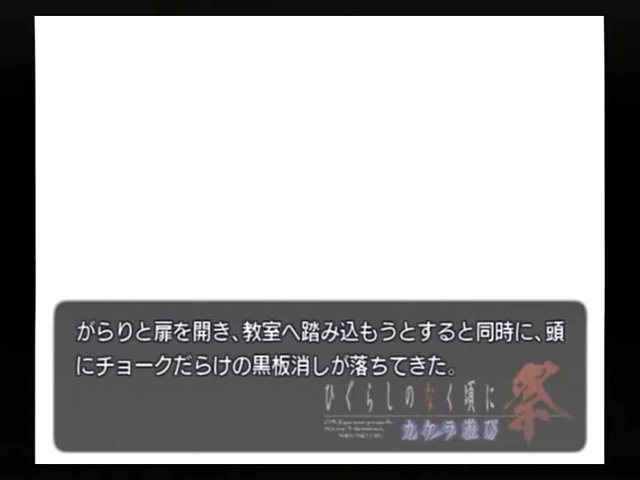 がらりと扉を開き、教室へ踏み込もうとすると同時に、頭
にチョークだらけの黒板消しが落ちてきた。
ひぐらしのなく頃に 祭
カケラ遊び